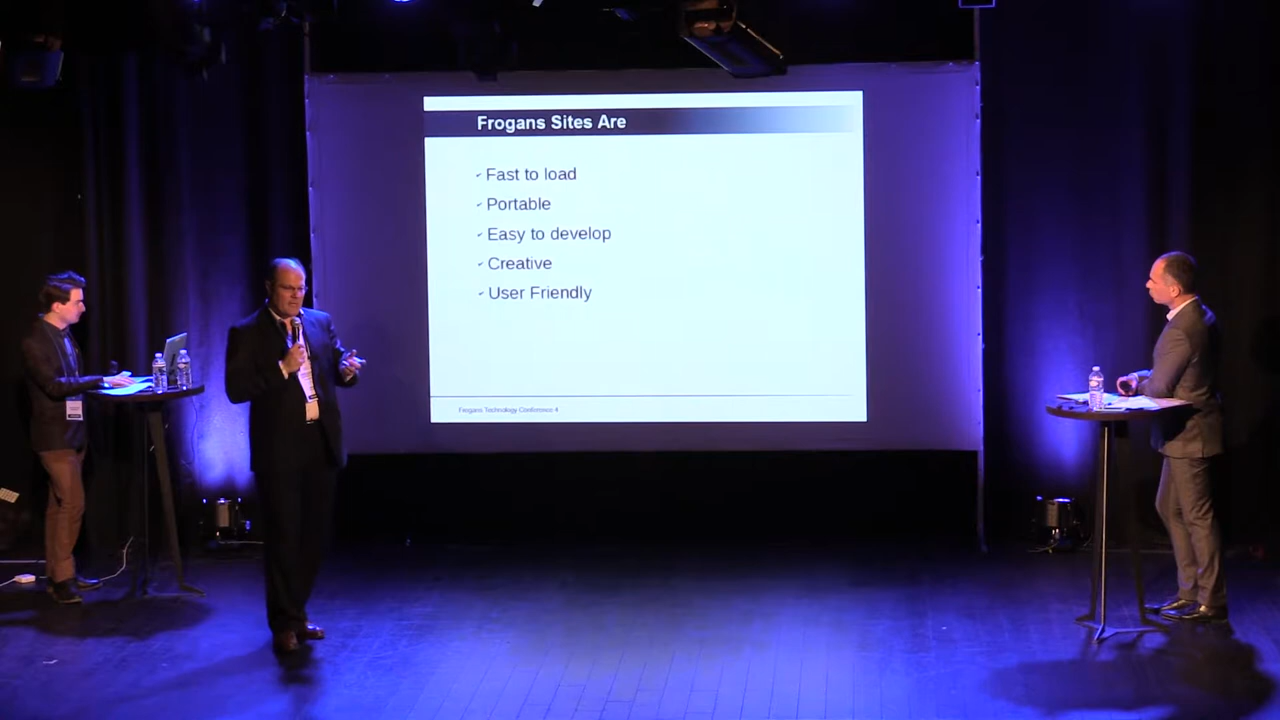 Frogans Sites Are
✓ Fast to load
✓ Portable
✓ Easy to develop
✓ Creative
✓ User Friendly
Frogans Technology Conference 4